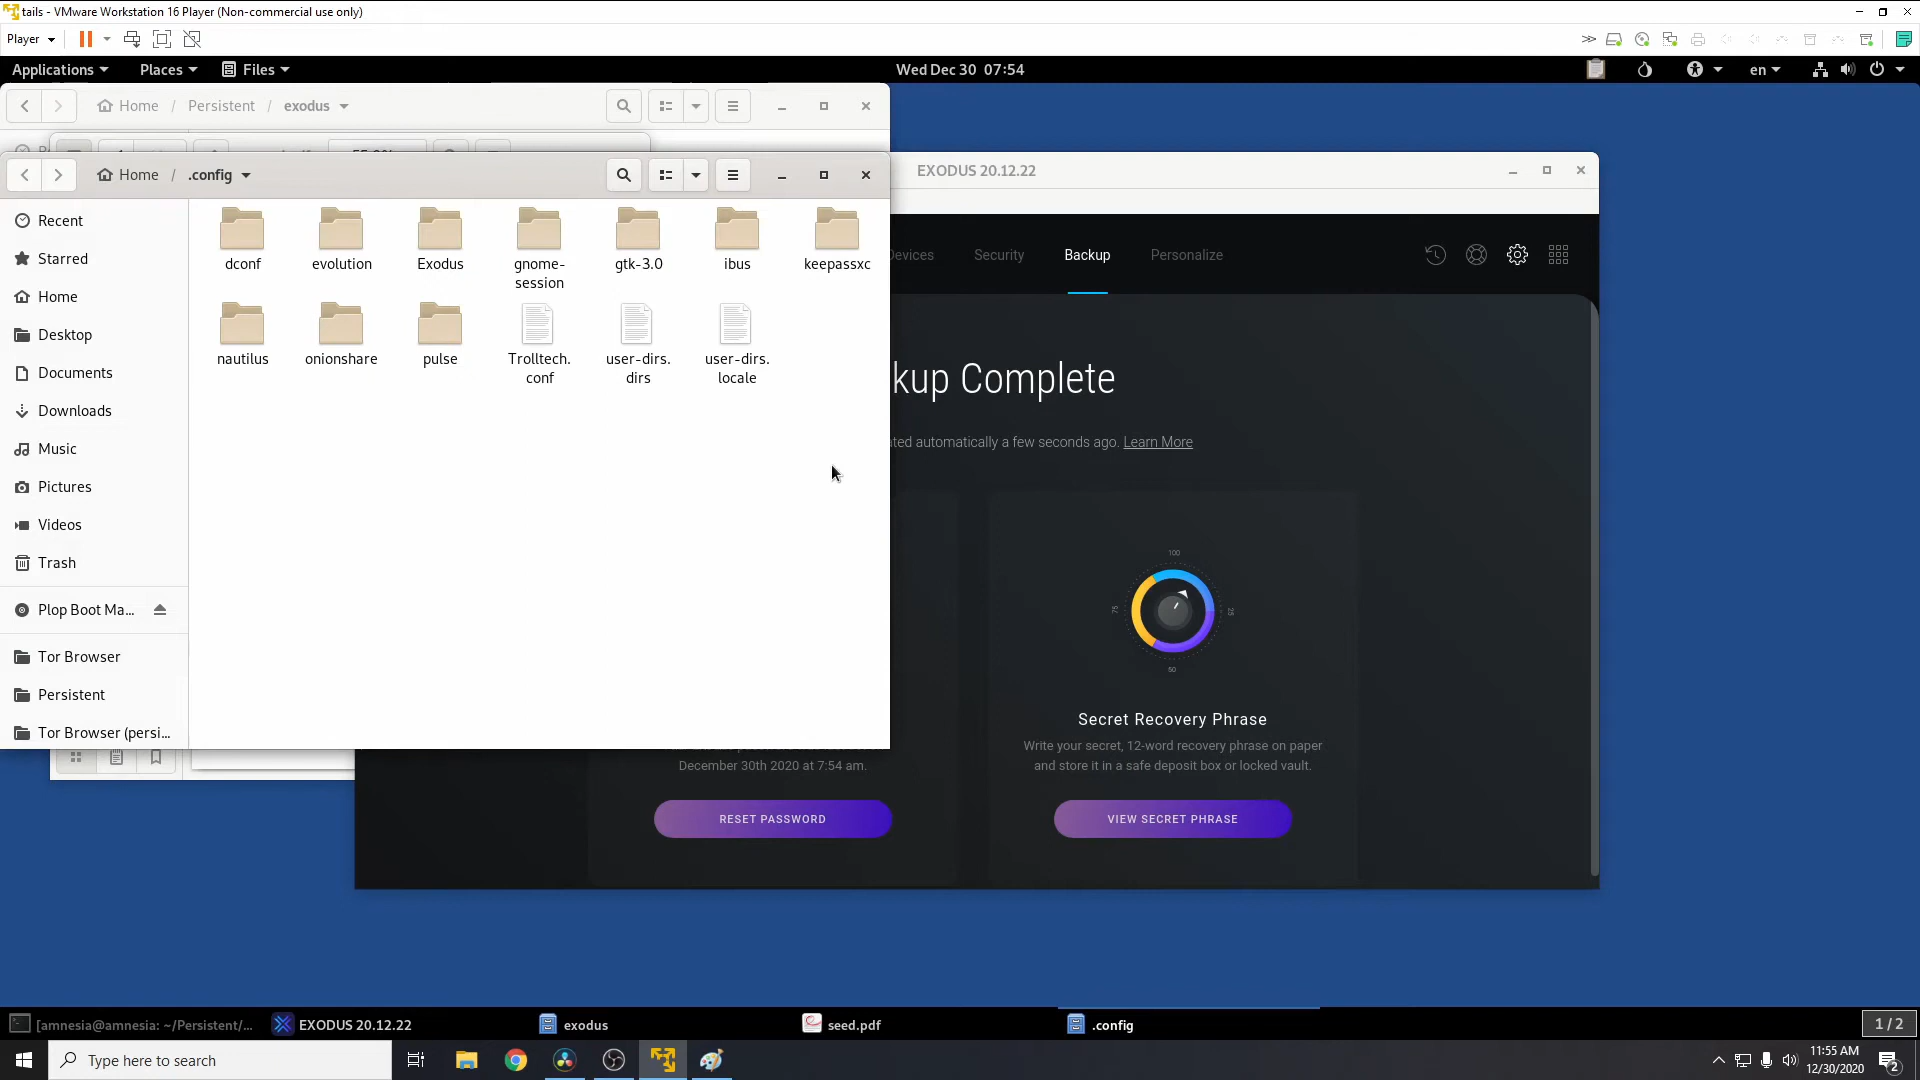 tails - VMware Workstation 16 Player (Non-commercial use only)
Player
Applications Places Files Wed Dec 30 07:54 en
Home / Persistent / exodus
Home / .config
EXODUS 20.12.22
Recent
Starred
Home
Desktop
Documents
Downloads
Music
Pictures
Videos
Trash
Plop Boot Ma...
Tor Browser
Persistent
Tor Browser (persi...
dconf evolution Exodus gnome-session gtk-3.0 ibus keepassxc
nautilus onionshare pulse Trolltech.conf user-dirs.dirs user-dirs.locale
Devices Security Backup Personalize
kup Complete
ated automatically a few seconds ago. Learn More
100
75 25
50
Secret Recovery Phrase
Write your secret, 12-word recovery phrase on paper
and store it in a safe deposit box or locked vault.
December 30th 2020 at 7:54 am.
RESET PASSWORD VIEW SECRET PHRASE
[amnesia@amnesia: ~/Persistent/... EXODUS 20.12.22 exodus seed.pdf .config 1 / 2
Type here to search
11:55 AM
12/30/2020
2